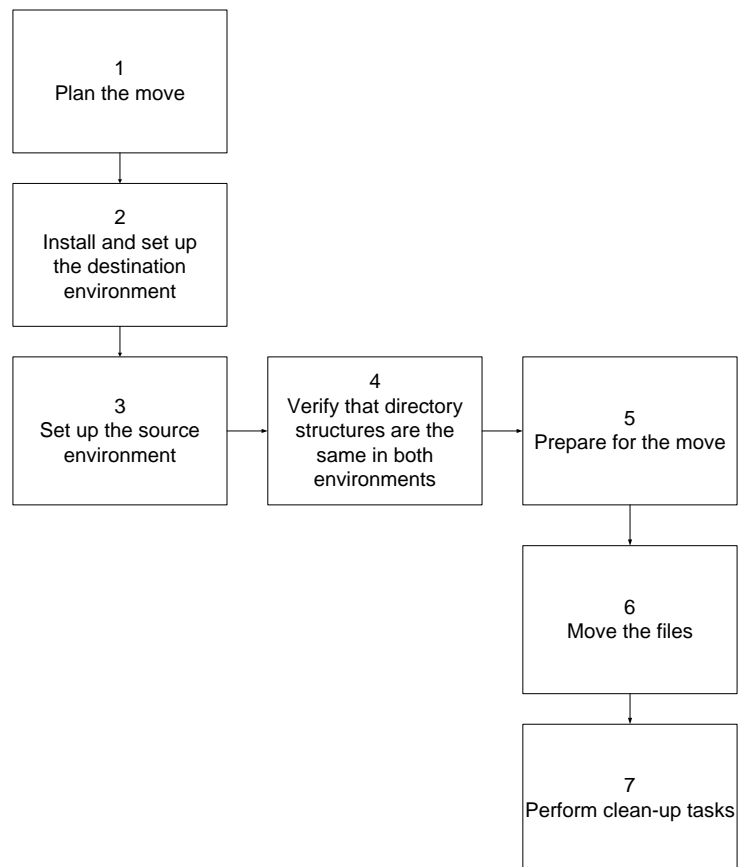 1
Plan the move
2
Install and set up
the destination
environment
3
Set up the source
environment
4
Verify that directory
structures are the
same in both
environments
5
Prepare for the move
6
Move the files
7
Perform clean-up tasks